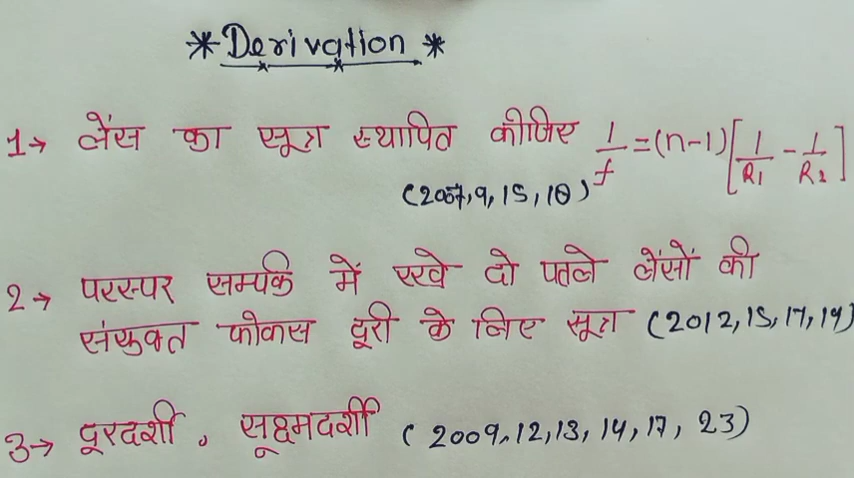 *Derivation*
1→ लेंस का सूत्र स्थापित कीजिए 1/f = (n-1)[1/R₁ - 1/R₂]
(2007, 9, 15, 18)
2→ परस्पर सम्पर्क में रखे दो पतले लेंसों की
संयुक्त फोकस दूरी के लिए सूत्र (2012, 15, 17, 19)
3→ दूरदर्शी, सूक्ष्मदर्शी (2009, 12, 13, 14, 17, 23)